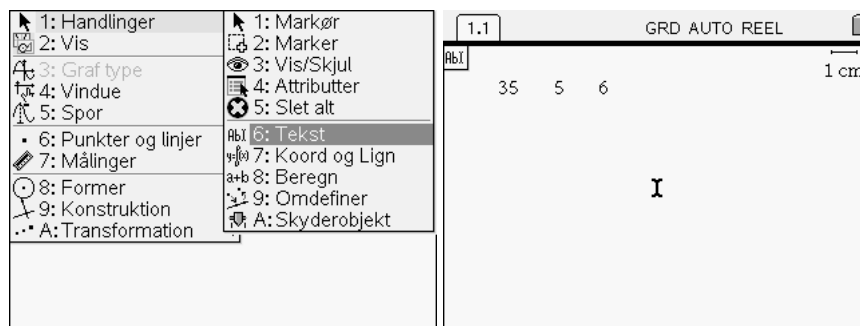 1: Handlinger
2: Vis
3: Graf type
4: Vindue
5: Spor
6: Punkter og linjer
7: Målinger
8: Former
9: Konstruktion
A: Transformation
1: Markør
2: Marker
3: Vis/Skjul
4: Attributter
5: Slet alt
AbI 6: Tekst
y=f(x) 7: Koord og Lign
a+b 8: Beregn
9: Omdefiner
A: Skyderobjekt
1.1 GRD AUTO REEL
AbI
1 cm
35 5 6